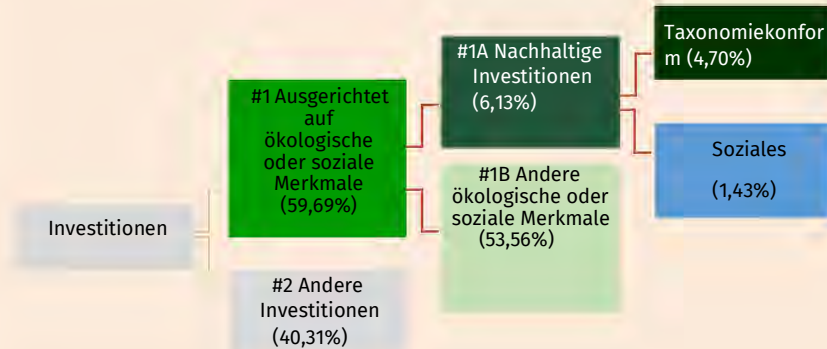 Investitionen
#1 Ausgerichtet
auf
ökologische
oder soziale
Merkmale
(59,69%)
#2 Andere
Investitionen
(40,31%)
#1A Nachhaltige
Investitionen
(6,13%)
#1B Andere
ökologische oder
soziale Merkmale
(53,56%)
Taxonomiekonfor
m (4,70%)
Soziales
(1,43%)